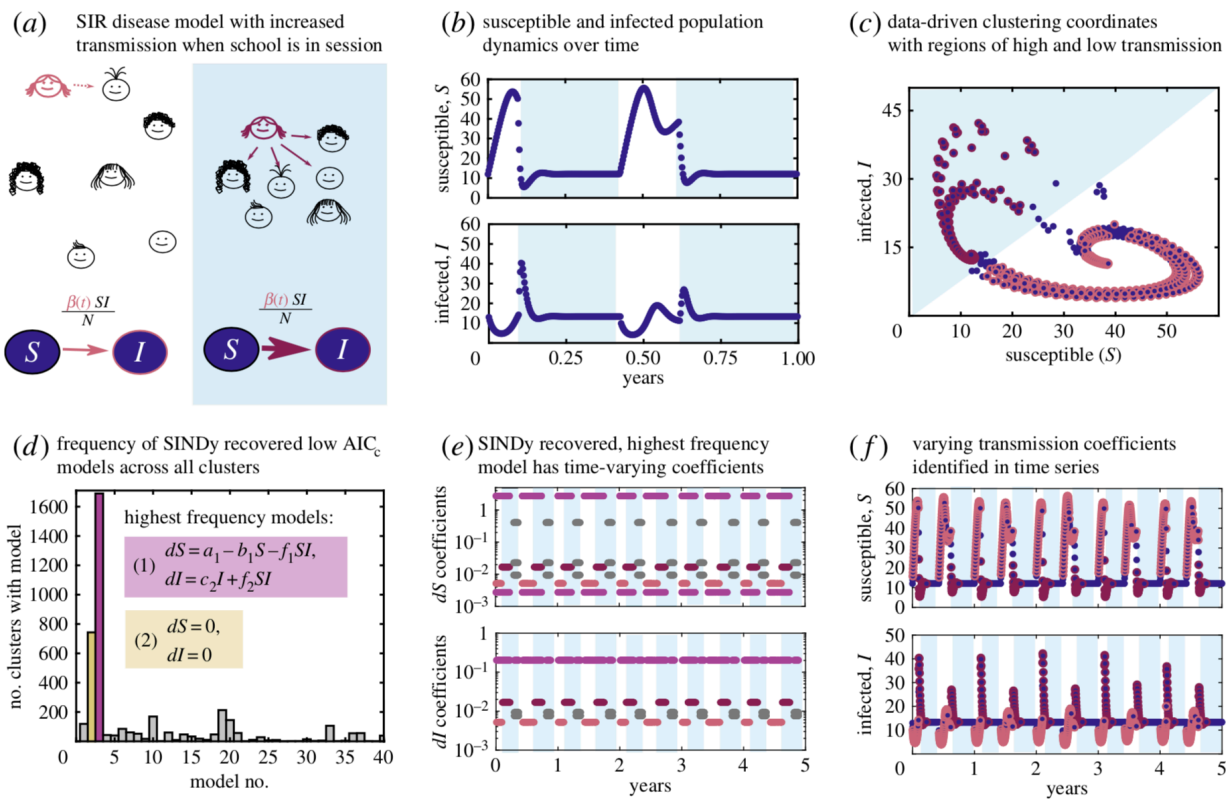 (a) SIR disease model with increased
transmission when school is in session
β(t) SI
N
S
I
β(t) SI
N
S
I
(b) susceptible and infected population
dynamics over time
susceptible, S
60
50
40
30
20
10
0
infected, I
60
50
40
30
20
10
0 0.25 0.50 0.75 1.00
years
(c) data-driven clustering coordinates
with regions of high and low transmission
infected, I
45
30
15
0 10 20 30 40 50
susceptible (S)
(d) frequency of SINDy recovered low AICc
models across all clusters
no. clusters with model
1600
1400
1200
1000
800
600
400
200
0 5 10 15 20 25 30 35 40
model no.
highest frequency models:
(1) dS = a1 − b1S − f1SI,
dI = c2I + f2SI
(2) dS = 0,
dI = 0
(e) SINDy recovered, highest frequency
model has time-varying coefficients
dS coefficients
1
10−1
10−2
10−3
dI coefficients
1
10−1
10−2
10−3
0 1 2 3 4 5
years
(f) varying transmission coefficients
identified in time series
susceptible, S
60
50
40
30
20
10
0
infected, I
50
40
30
20
10
0
0 1 2 3 4 5
years